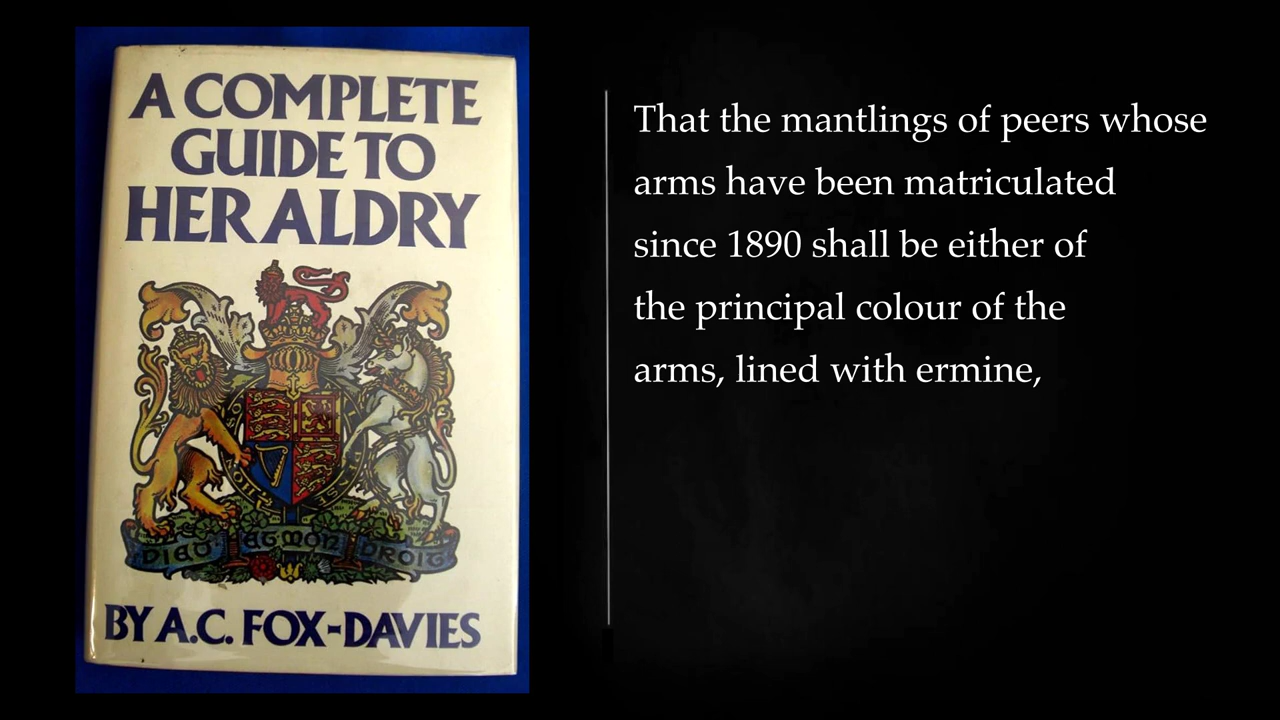 A COMPLETE
GUIDE TO
HERALDRY
DIEU ET MON DROIT
BY A.C. FOX-DAVIES
That the mantlings of peers whose
arms have been matriculated
since 1890 shall be either of
the principal colour of the
arms, lined with ermine,